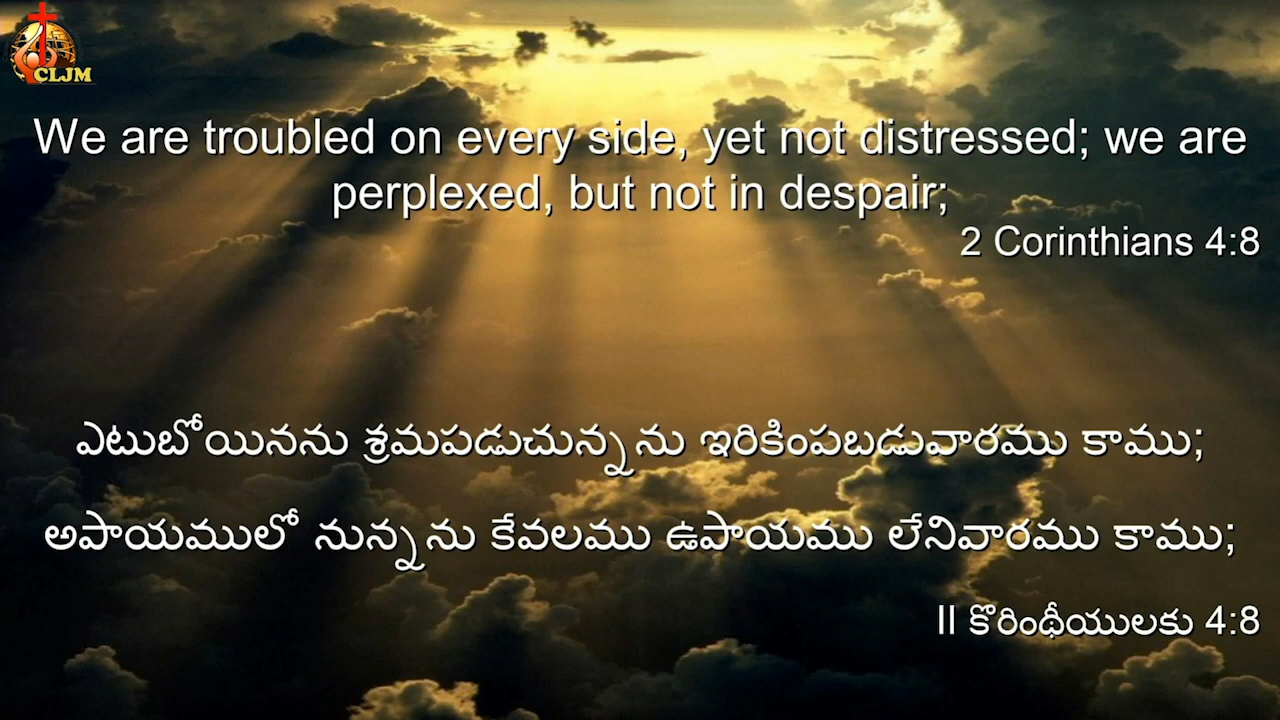 CLJM
We are troubled on every side, yet not distressed; we are
perplexed, but not in despair;
2 Corinthians 4:8
ఎటుబోయినను శ్రమపడుచున్నను ఇరికింపబడువారము కాము;
అపాయములో నున్నను కేవలము ఉపాయము లేనివారము కాము;
II కొరింథీయులకు 4:8